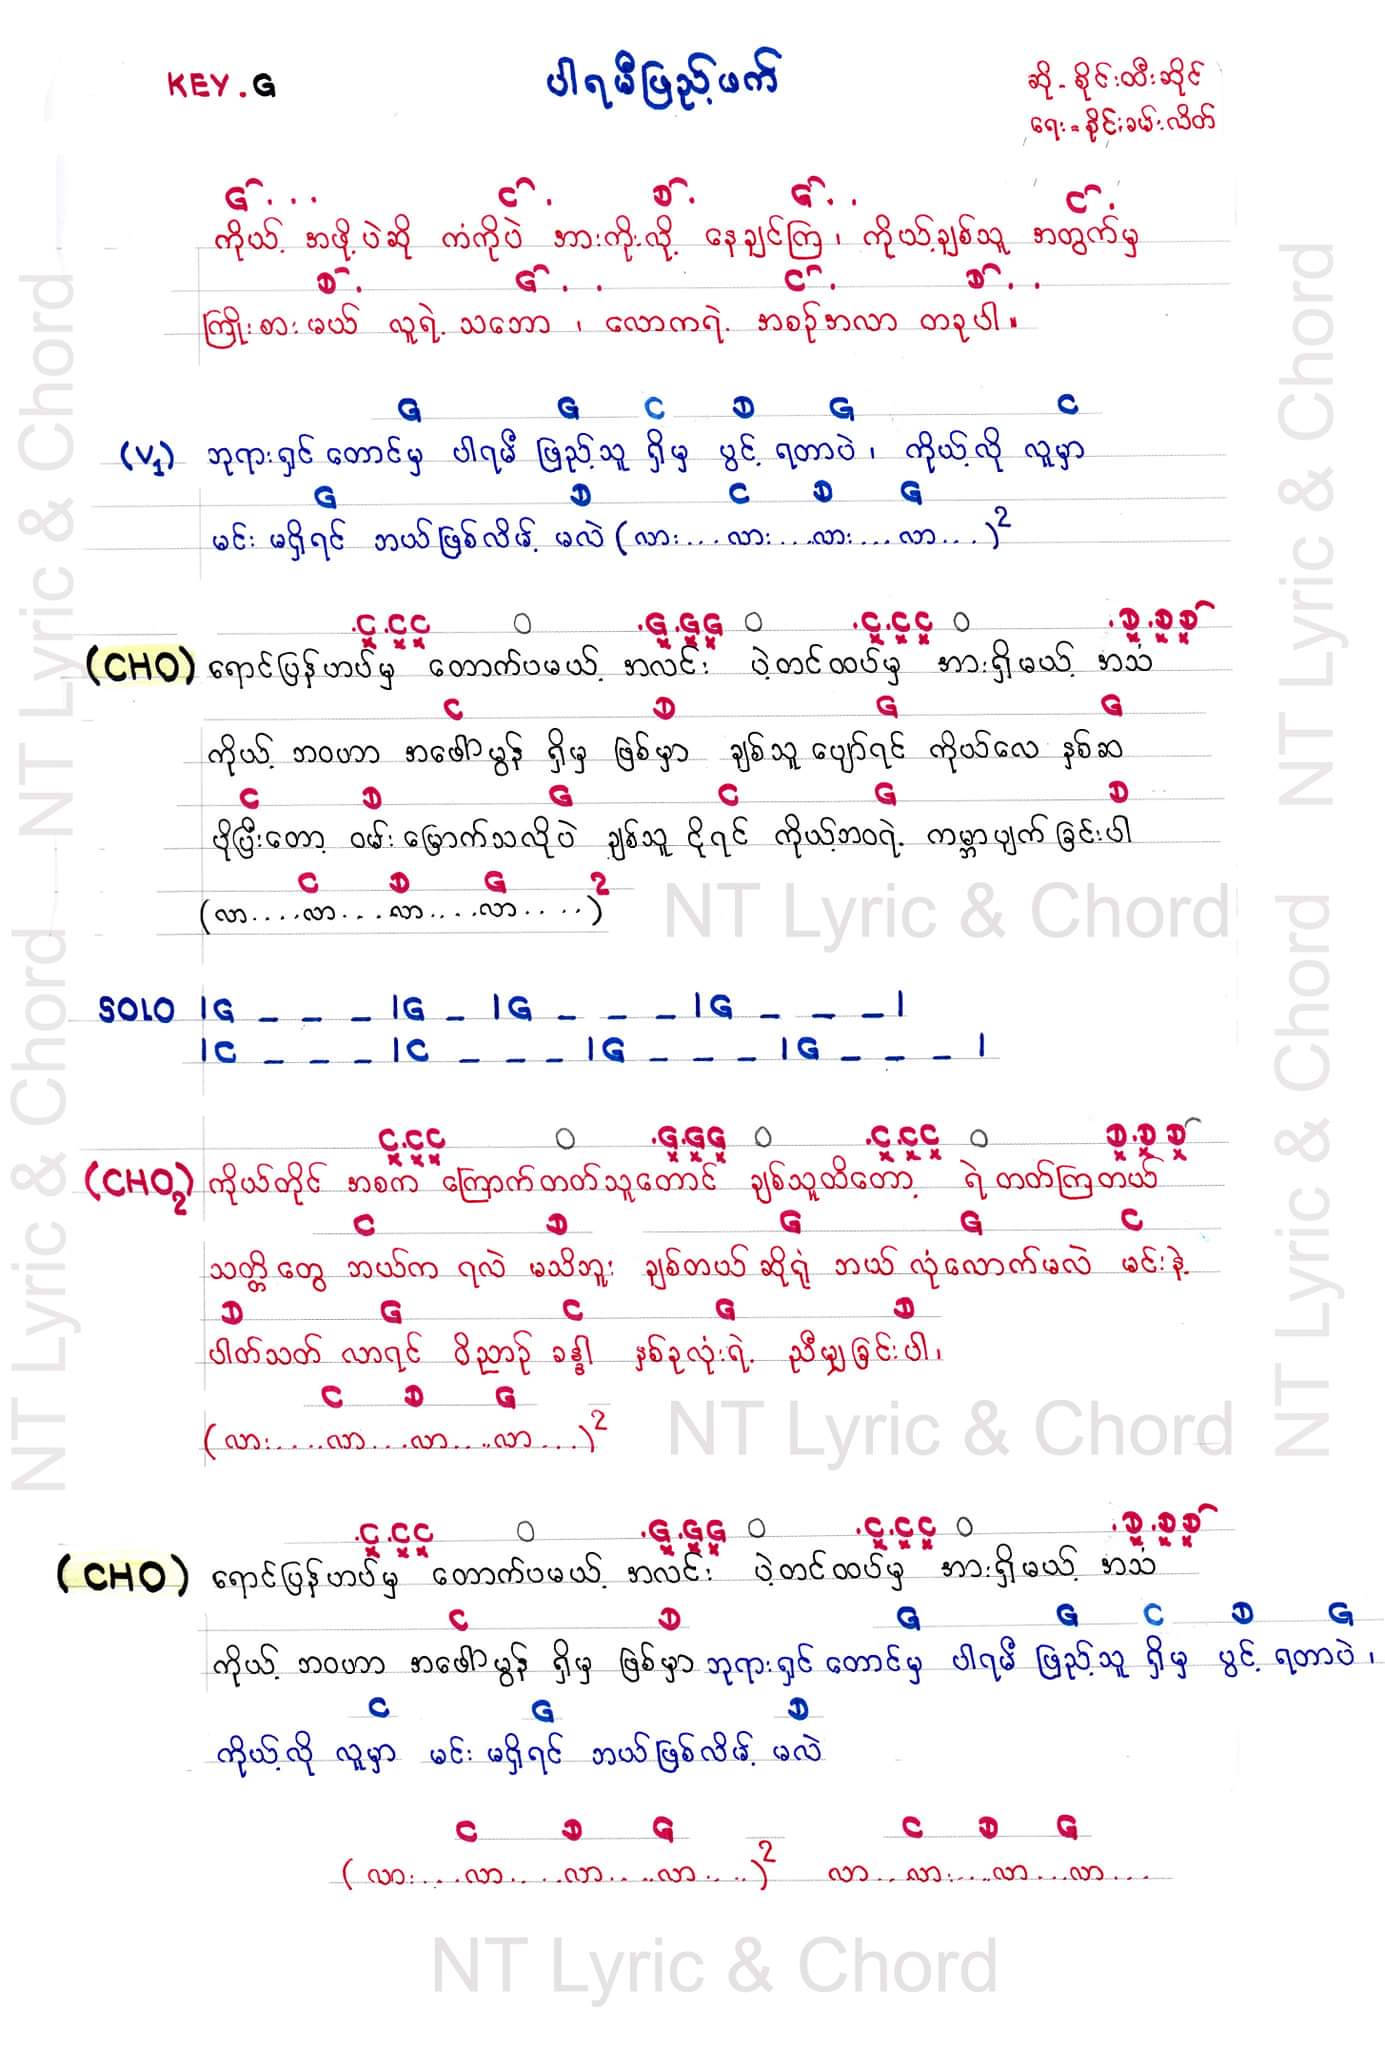 KEY.G
ပါရမီဖြည့်ဖက်
ဆို - စိုင်းထီးဆိုင်
ရေး = စိုင်းခမ်းလိတ်
G . . . C . D . G . . C .
ကိုယ့် အဖို့ပဲဆို ကံကိုပဲ အားကိုးလို့ နေချင်ကြ ၊ ကိုယ့်ချစ်သူ အတွက်မှ
D . G . . C . D . .
ကြိုးစားမယ် လူရဲ့ သဘော ၊ လောကရဲ့ အစဉ်အလာ တခုပါ ။
G G C D G C
(V1) ဘုရားရှင်တောင်မှ ပါရမီ ဖြည့်သူ ရှိမှ ပွင့် ရတာပဲ ၊ ကိုယ့်လို လူမှာ
G D C D G
မင်း မရှိရင် ဘယ်ဖြစ်လိမ့် မလဲ (လား...လား...လား...လာ...)2
.C.CC O .G.GG O .C.CC O .D.DD
(CHO) ရောင်ပြန်ဟပ်မှ တောက်ပမယ့် အလင်း ပဲ့တင်ထပ်မှ အားရှိမယ့် အသံ
C D G G
ကိုယ့် ဘဝဟာ အဖေါ်မွန် ရှိမှ ဖြစ်မှာ ချစ်သူပျော်ရင် ကိုယ်လေ နှစ်ဆ
C D G C G D
ပိုပြီးတော့ ဝမ်းမြောက်သလိုပဲ ချစ်သူ ငိုရင် ကိုယ့်ဘဝရဲ့ ကမ္ဘာပျက်ခြင်းပါ
C D G 2
(လာ....လာ...လာ....လာ.....)
SOLO |G _ _ _ |G _ |G _ _ _ |G _ _ _|
|C _ _ _ |C _ _ _ |G _ _ _ |G _ _ _ |
C.CC O .G.GG O .C.CC O D.DD
(CHO2) ကိုယ်တိုင် အစက ကြောက်တတ်သူတောင် ချစ်သူထိတော့ ရဲတတ်ကြတယ်
C D G G C
သတ္တိတွေ ဘယ်က ရလဲ မသိဘူး ချစ်တယ်ဆိုရုံ ဘယ်လုံလောက်မလဲ မင်းနဲ့
D G C G D
ပါတ်သတ် လာရင် ဝိညာဉ် ခန္ဓါ နှစ်ခုလုံးရဲ့ ညီမျှခြင်းပါ၊
C D G
(လား....လာ...လာ....လာ...)2
.C.CC O .G.GG O .C.CC O .D.DD
(CHO) ရောင်ပြန်ဟပ်မှ တောက်ပမယ့် အလင်း ပဲ့တင်ထပ်မှ အားရှိမယ့် အသံ
C D G G C D G
ကိုယ့် ဘဝဟာ အဖေါ်မွန် ရှိမှ ဖြစ်မှာ ဘုရားရှင်တောင်မှ ပါရမီ ဖြည့်သူ ရှိမှ ပွင့် ရတာပဲ ၊
C G D
ကိုယ့်လို လူမှာ မင်း မရှိရင် ဘယ်ဖြစ်လိမ့် မလဲ
C D G C D G
(လား....လာ....လာ....လာ....)2 လာ...လား....လာ...လာ...
NT Lyric & Chord
NT Lyric & Chord
NT Lyric & Chord
NT Lyric & Chord
NT Lyric & Chord
NT Lyric & Chord
NT Lyric & Chord